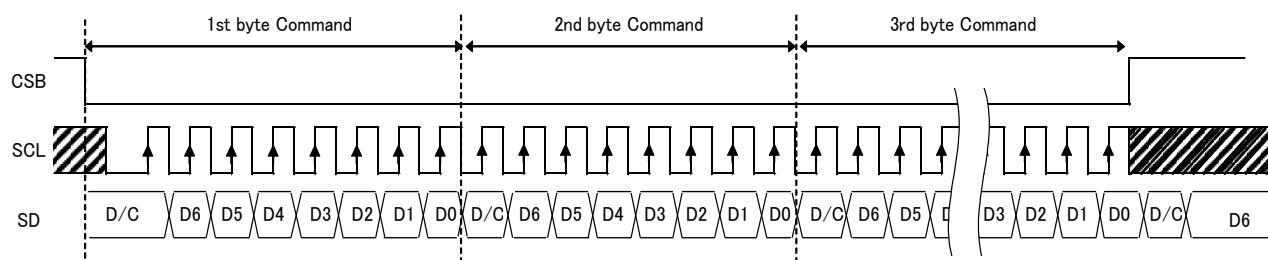 1st byte Command 2nd byte Command 3rd byte Command
CSB
SCL
SD D/C D6 D5 D4 D3 D2 D1 D0 D/C D6 D5 D4 D3 D2 D1 D0 D/C D6 D5 D3 D2 D1 D0 D/C D6